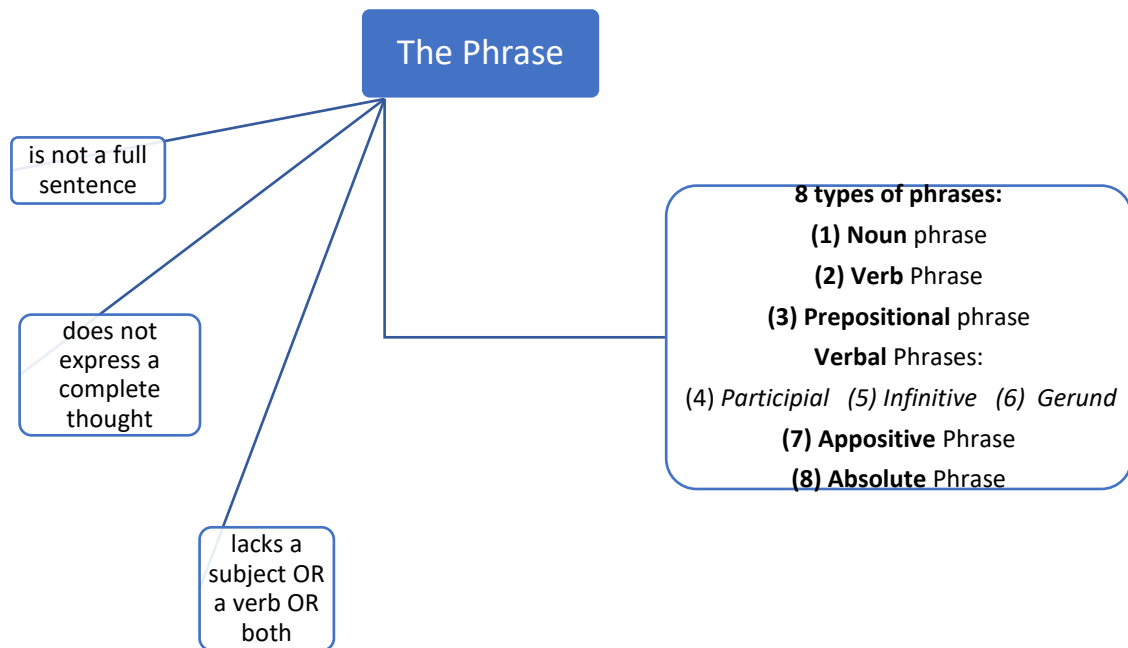 The Phrase
is not a full
sentence
does not
express a
complete
thought
lacks a
subject OR
a verb OR
both
8 types of phrases:
(1) Noun phrase
(2) Verb Phrase
(3) Prepositional phrase
Verbal Phrases:
(4) Participial (5) Infinitive (6) Gerund
(7) Appositive Phrase
(8) Absolute Phrase